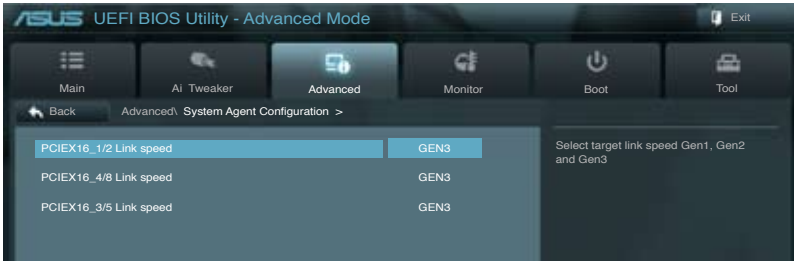 ASUS UEFI BIOS Utility - Advanced Mode
Exit
Main
Ai Tweaker
Advanced
Monitor
Boot
Tool
Back
Advanced\ System Agent Configuration >
PCIEX16_1/2 Link speed GEN3
PCIEX16_4/8 Link speed GEN3
PCIEX16_3/5 Link speed GEN3
Select target link speed Gen1, Gen2
and Gen3